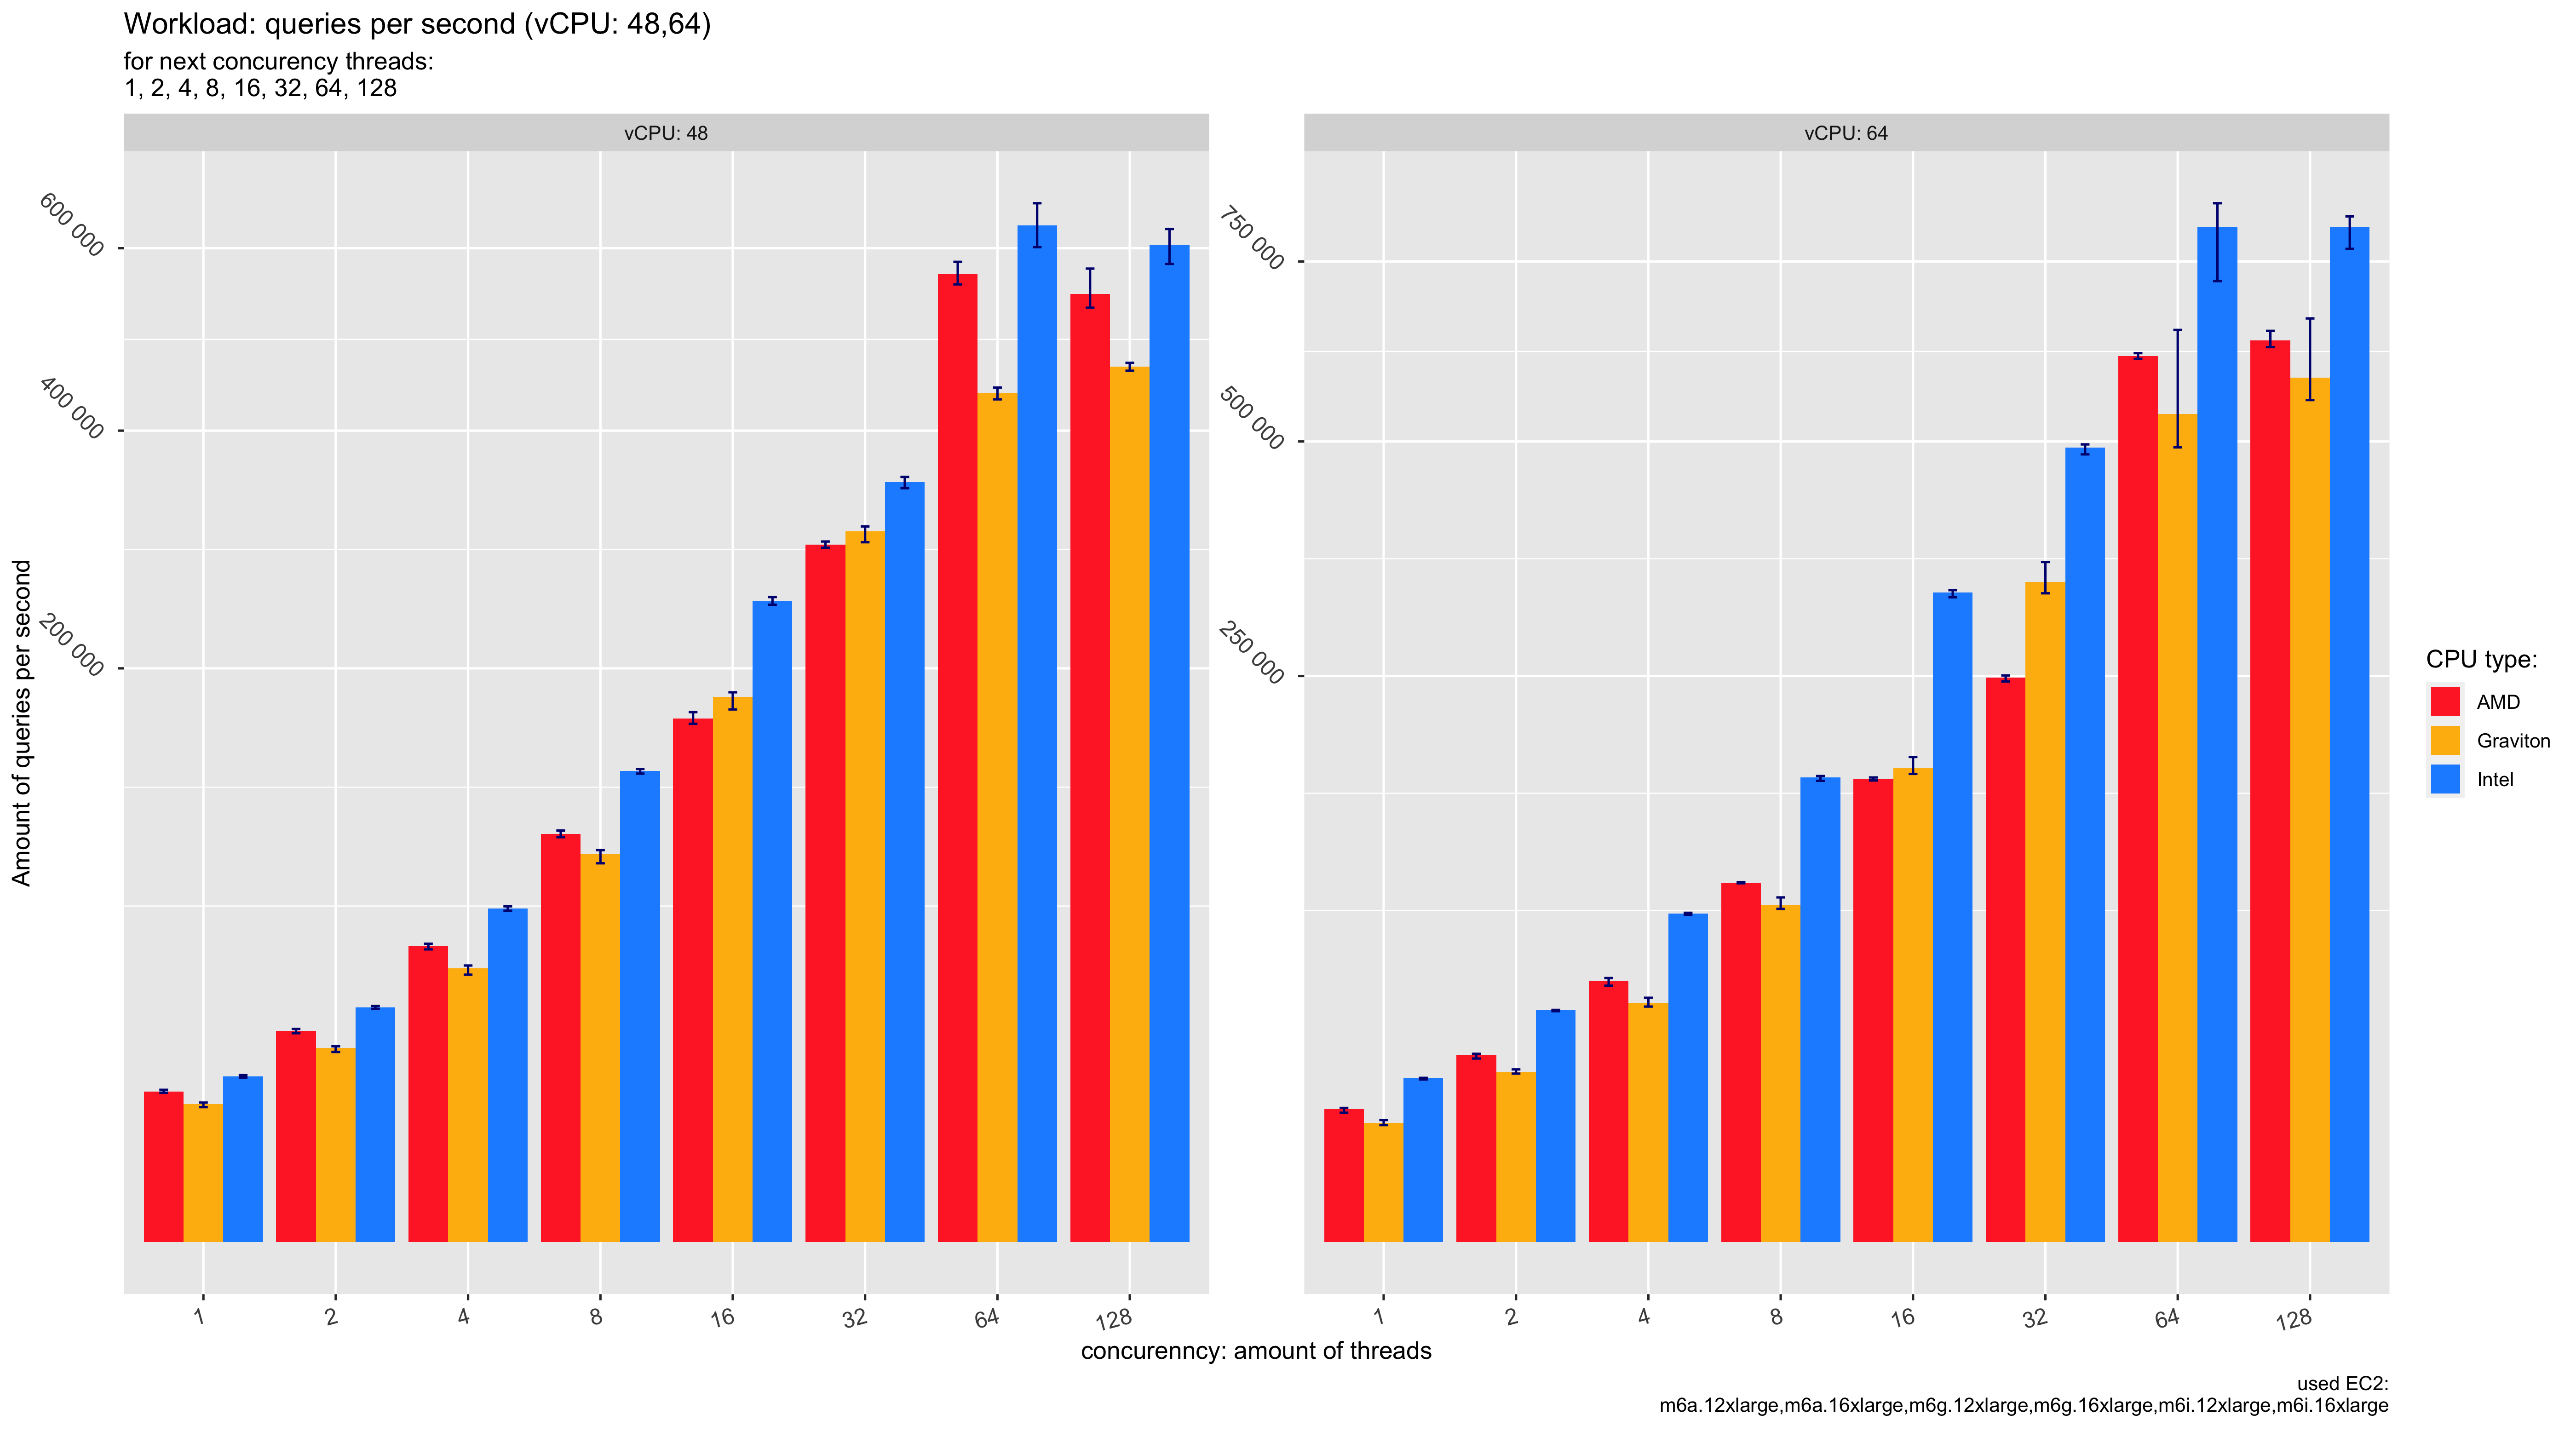 Workload: queries per second (vCPU: 48,64)
for next concurency threads:
1, 2, 4, 8, 16, 32, 64, 128
vCPU: 48
vCPU: 64
Amount of queries per second
600 000
400 000
200 000
750 000
500 000
250 000
1
2
4
8
16
32
64
128
1
2
4
8
16
32
64
128
concurenncy: amount of threads
CPU type:
AMD
Graviton
Intel
used EC2:
m6a.12xlarge,m6a.16xlarge,m6g.12xlarge,m6g.16xlarge,m6i.12xlarge,m6i.16xlarge